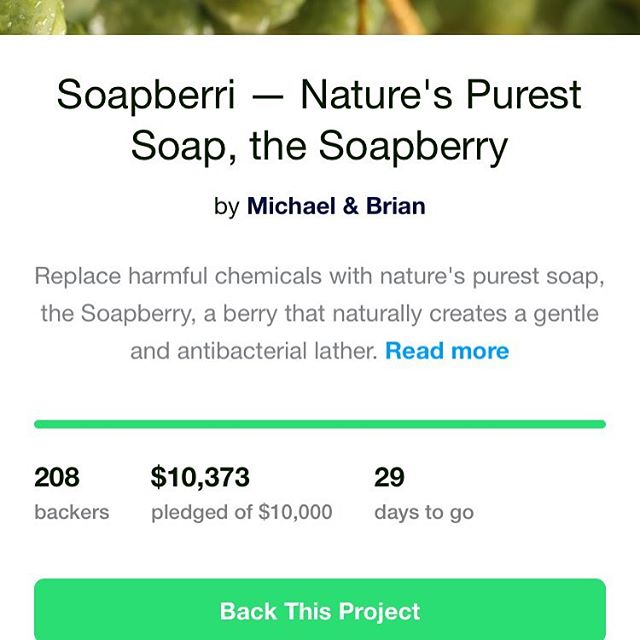 Soapberri — Nature's Purest
Soap, the Soapberry
by Michael & Brian
Replace harmful chemicals with nature's purest soap,
the Soapberry, a berry that naturally creates a gentle
and antibacterial lather. Read more
208 $10,373 29
backers pledged of $10,000 days to go
Back This Project